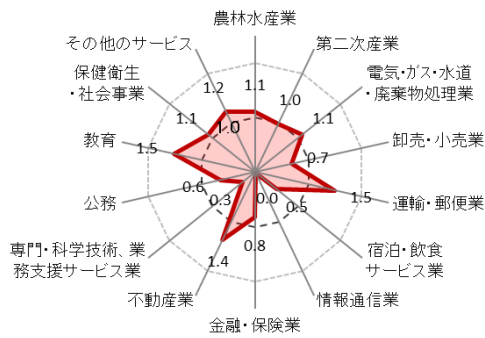 農林水産業
その他のサービス
第二次産業
保健衛生
・社会事業
電気・ガス・水道
・廃棄物処理業
1.2
1.1
1.0
1.1
1.0
1.1
教育
1.5
0.7
卸売・小売業
公務
0.6
0.3
0.0
0.5
1.5
運輸・郵便業
専門・科学技術、業
務支援サービス業
宿泊・飲食
サービス業
1.4
0.8
不動産業
情報通信業
金融・保険業